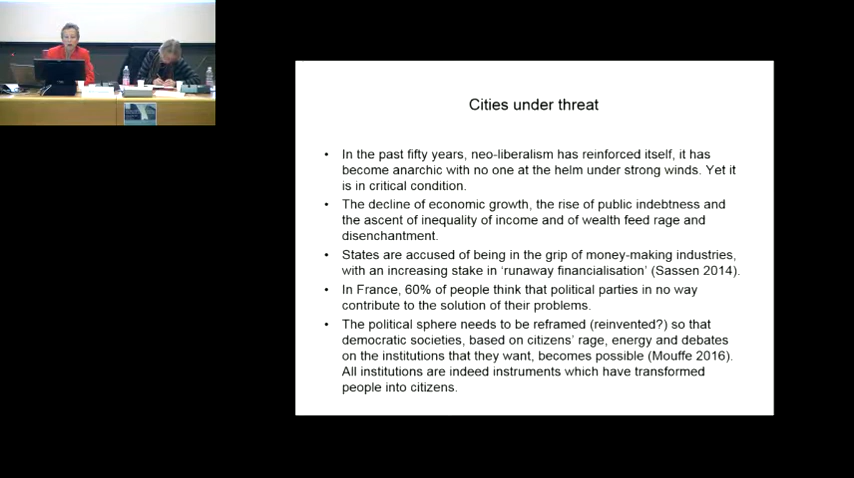 Cities under threat
• In the past fifty years, neo-liberalism has reinforced itself, it has
become anarchic with no one at the helm under strong winds. Yet it
is in critical condition.
• The decline of economic growth, the rise of public indebtness and
the ascent of inequality of income and of wealth feed rage and
disenchantment.
• States are accused of being in the grip of money-making industries,
with an increasing stake in ‘runaway financialisation’ (Sassen 2014).
• In France, 60% of people think that political parties in no way
contribute to the solution of their problems.
• The political sphere needs to be reframed (reinvented?) so that
democratic societies, based on citizens’ rage, energy and debates
on the institutions that they want, becomes possible (Mouffe 2016).
All institutions are indeed instruments which have transformed
people into citizens.